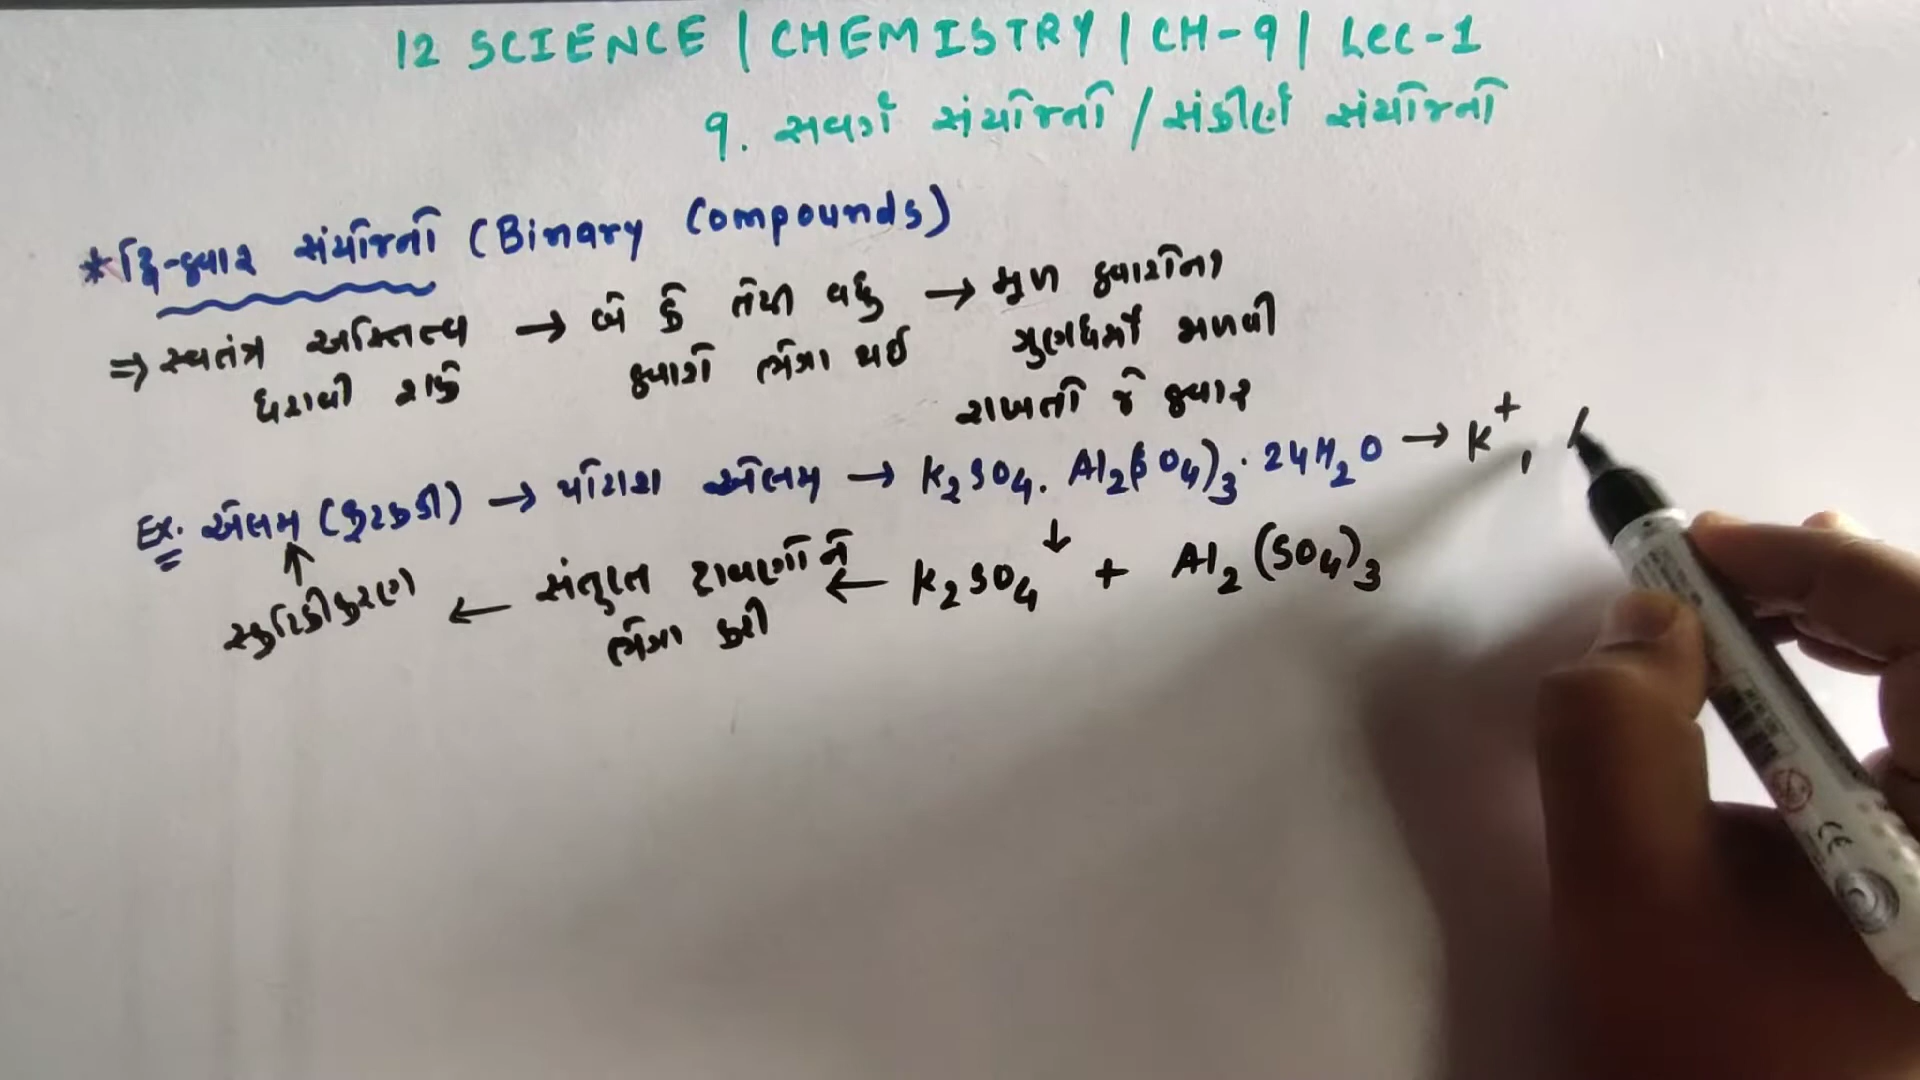 12 SCIENCE | CHEMISTRY | CH-9 | Lec-1
9. સવર્ગ સંયોજનો / સંકીર્ણ સંયોજનો
* દ્વિ-ક્ષાર સંયોજનો (Binary Compounds)
⇒ સ્વતંત્ર અસ્તિત્વ → બે કે તેથી વધુ → મુળ ક્ષારોના
ધરાવી શકે ક્ષારો ભેગા થઈ ગુણધર્મો જાળવી
રાખતો જે ક્ષાર
Ex. એલમ (ફટકડી) → પોટાશ એલમ → K₂SO₄. Al₂(SO₄)₃. 24H₂O → K⁺,
↑ ↓
સ્ફટિકીકરણ ← સંતૃપ્ત દ્રાવણોને ← K₂SO₄ + Al₂(SO₄)₃
ભેગા કરી